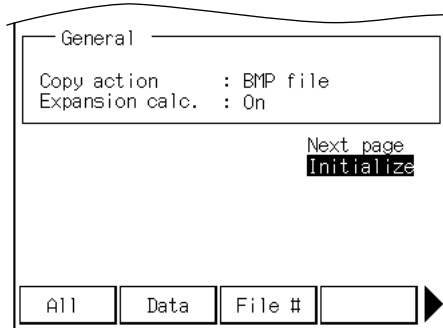 General
Copy action : BMP file
Expansion calc. : On
Next page
Initialize
All Data File #